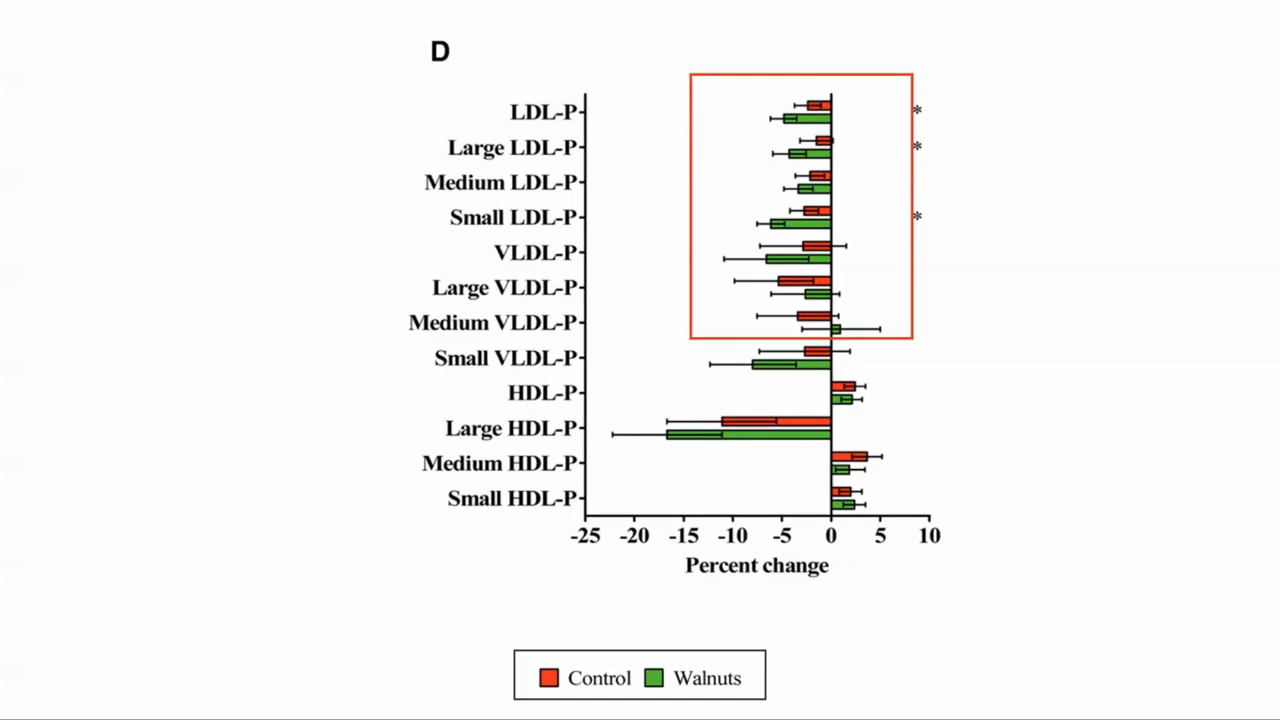 D
LDL-P
*
Large LDL-P
*
Medium LDL-P
Small LDL-P
*
VLDL-P
Large VLDL-P
Medium VLDL-P
Small VLDL-P
HDL-P
Large HDL-P
Medium HDL-P
Small HDL-P
-25 -20 -15 -10 -5 0 5 10
Percent change
Control Walnuts